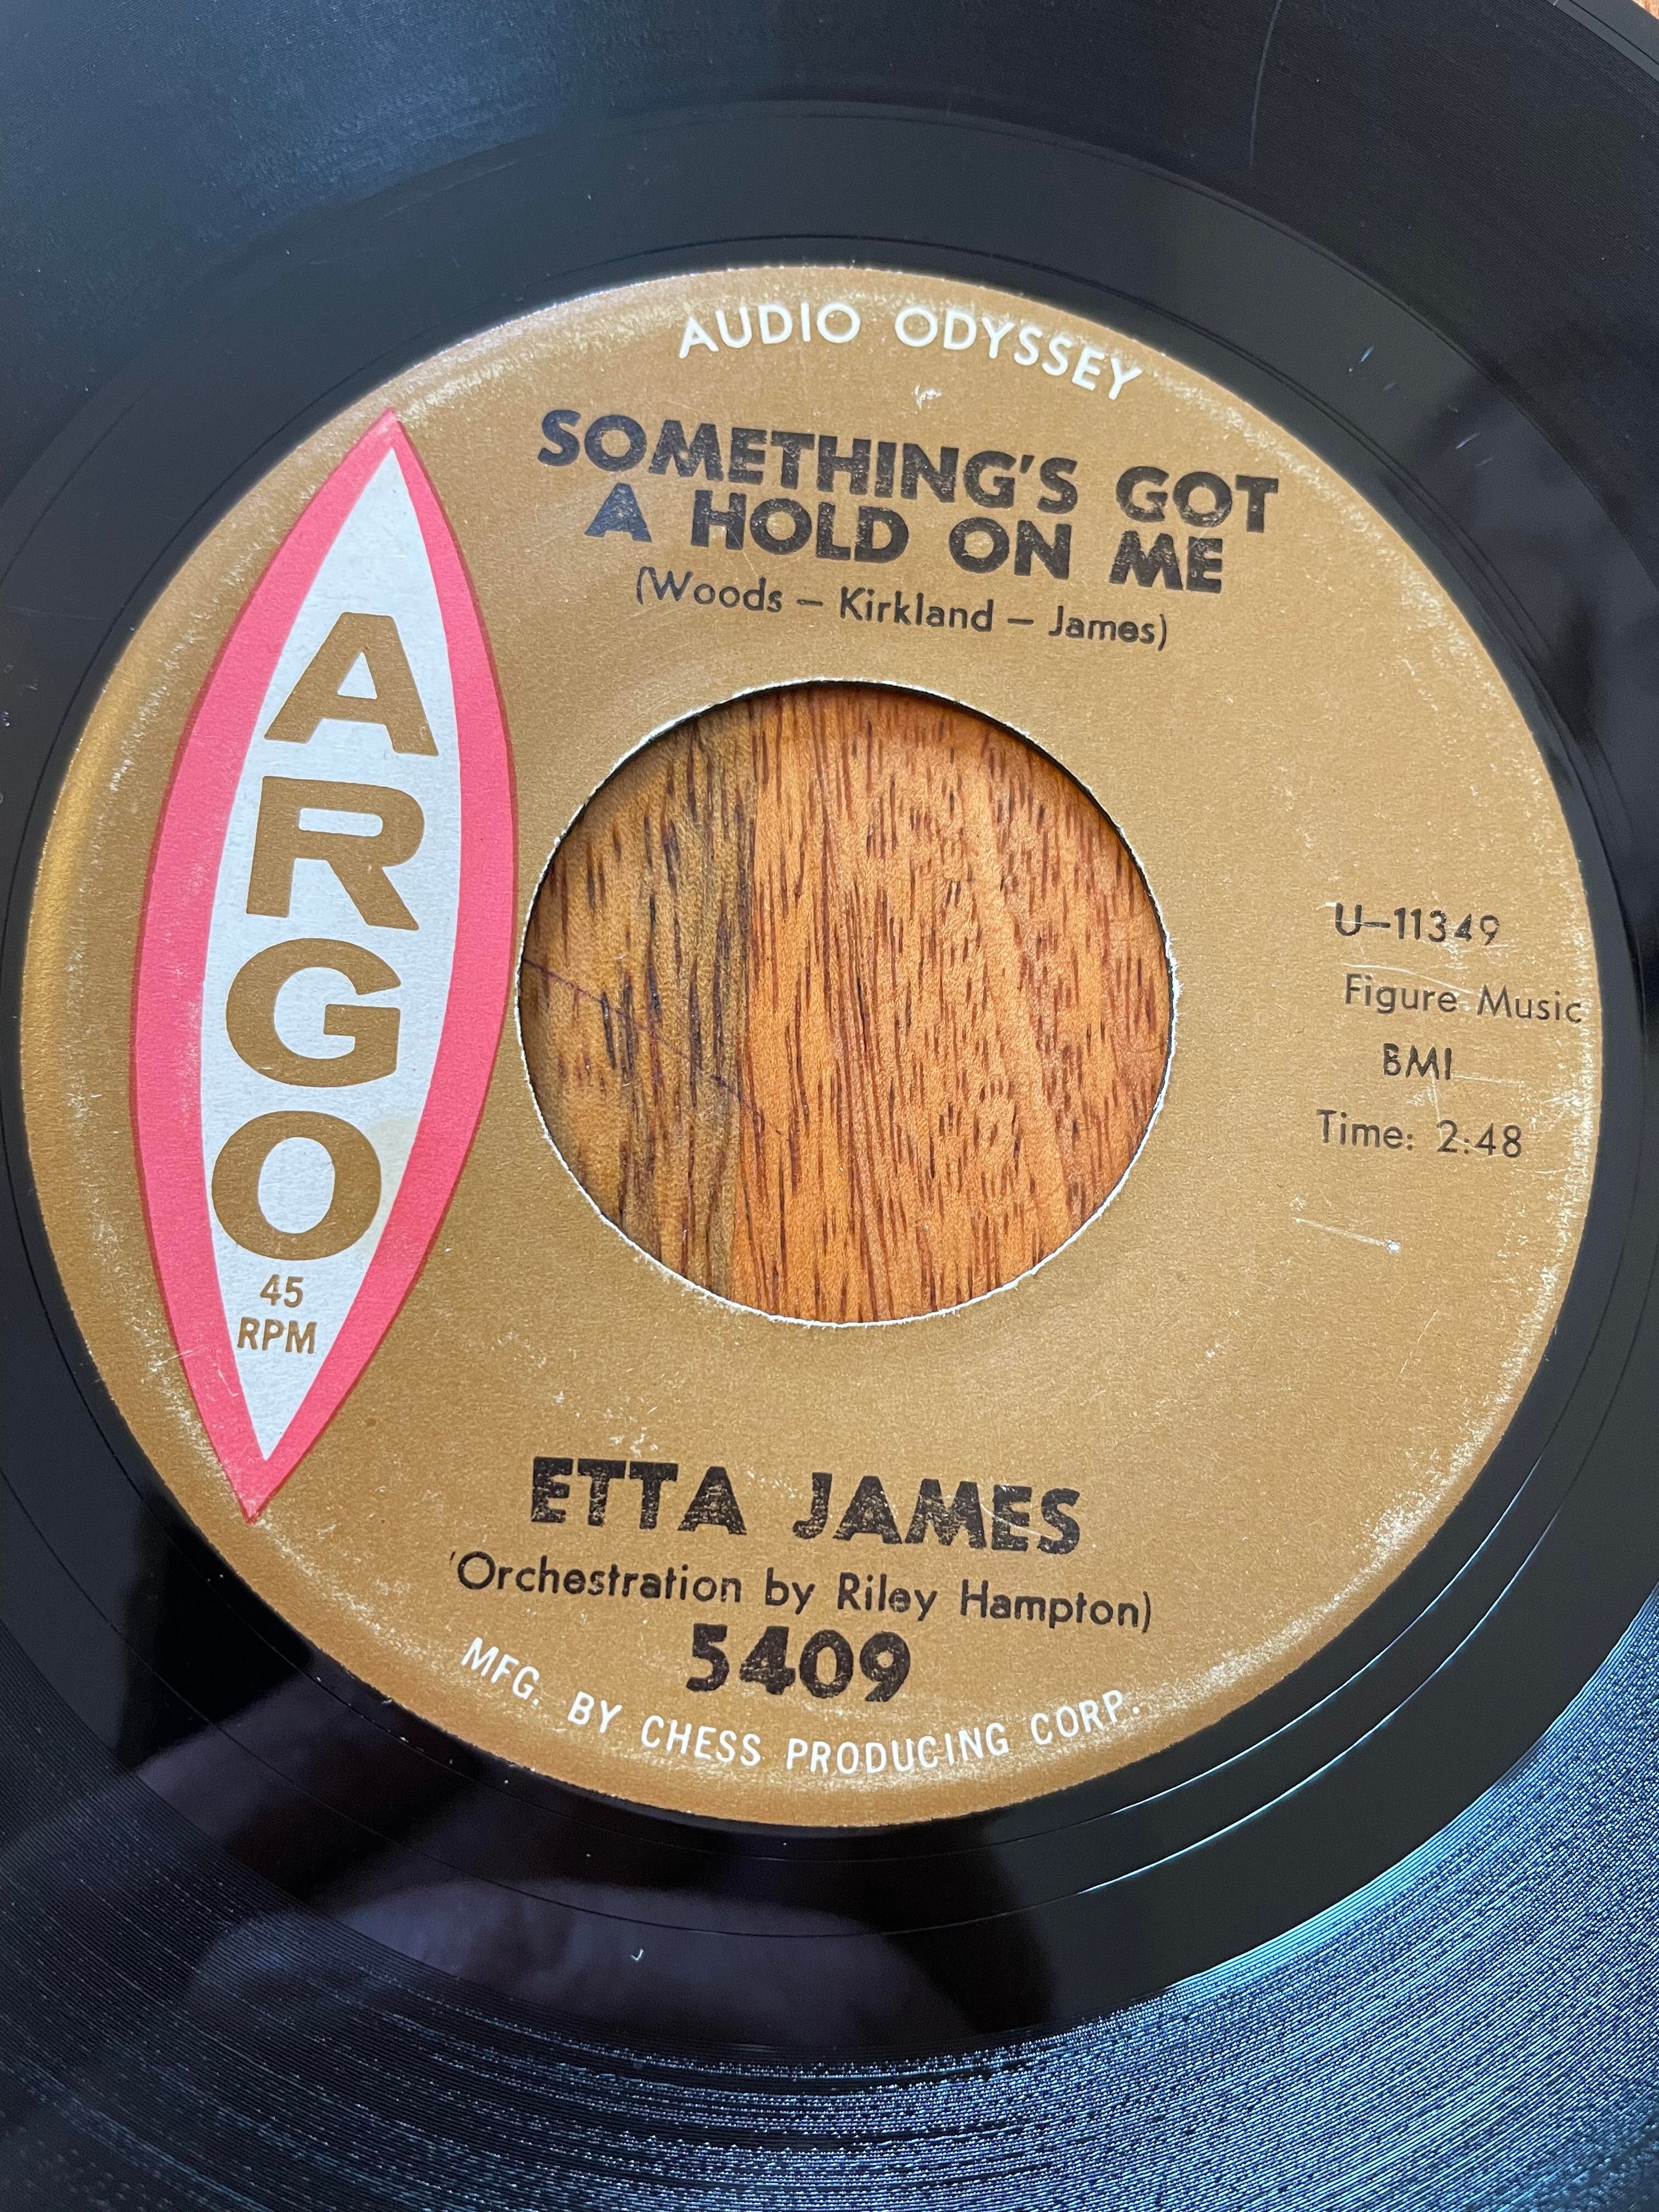 AUDIO ODYSSEY
SOMETHING'S GOT
A HOLD ON ME
(Woods – Kirkland – James)
ARGO
45
RPM
U–11349
Figure Music
BMI
Time: 2:48
ETTA JAMES
'Orchestration by Riley Hampton)
5409
MFG. BY CHESS PRODUCING CORP.